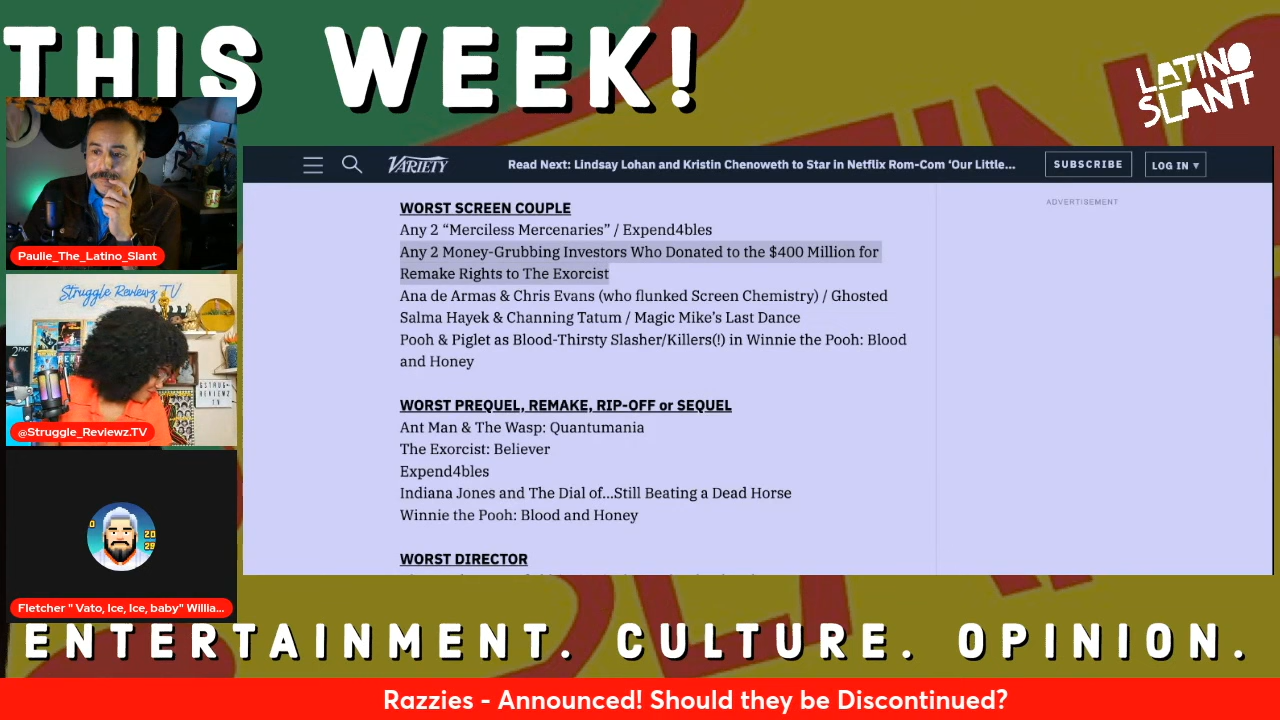 THIS WEEK!
LATINO
SLANT
Paulie_The_Latino_Slant
Struggle Reviewz TV
2PAC
RENT
GSTRUG-
REVIEWZ
TV
@Struggle_Reviewz.TV
20
Fletcher " Vato, Ice, Ice, baby" Willia...
VARIETY
Read Next: Lindsay Lohan and Kristin Chenoweth to Star in Netflix Rom-Com ‘Our Little...
SUBSCRIBE
LOG IN ▾
ADVERTISEMENT
WORST SCREEN COUPLE
Any 2 “Merciless Mercenaries” / Expend4bles
Any 2 Money-Grubbing Investors Who Donated to the $400 Million for
Remake Rights to The Exorcist
Ana de Armas & Chris Evans (who flunked Screen Chemistry) / Ghosted
Salma Hayek & Channing Tatum / Magic Mike’s Last Dance
Pooh & Piglet as Blood-Thirsty Slasher/Killers(!) in Winnie the Pooh: Blood
and Honey
WORST PREQUEL, REMAKE, RIP-OFF or SEQUEL
Ant Man & The Wasp: Quantumania
The Exorcist: Believer
Expend4bles
Indiana Jones and The Dial of…Still Beating a Dead Horse
Winnie the Pooh: Blood and Honey
WORST DIRECTOR
ENTERTAINMENT. CULTURE. OPINION.
Razzies - Announced! Should they be Discontinued?